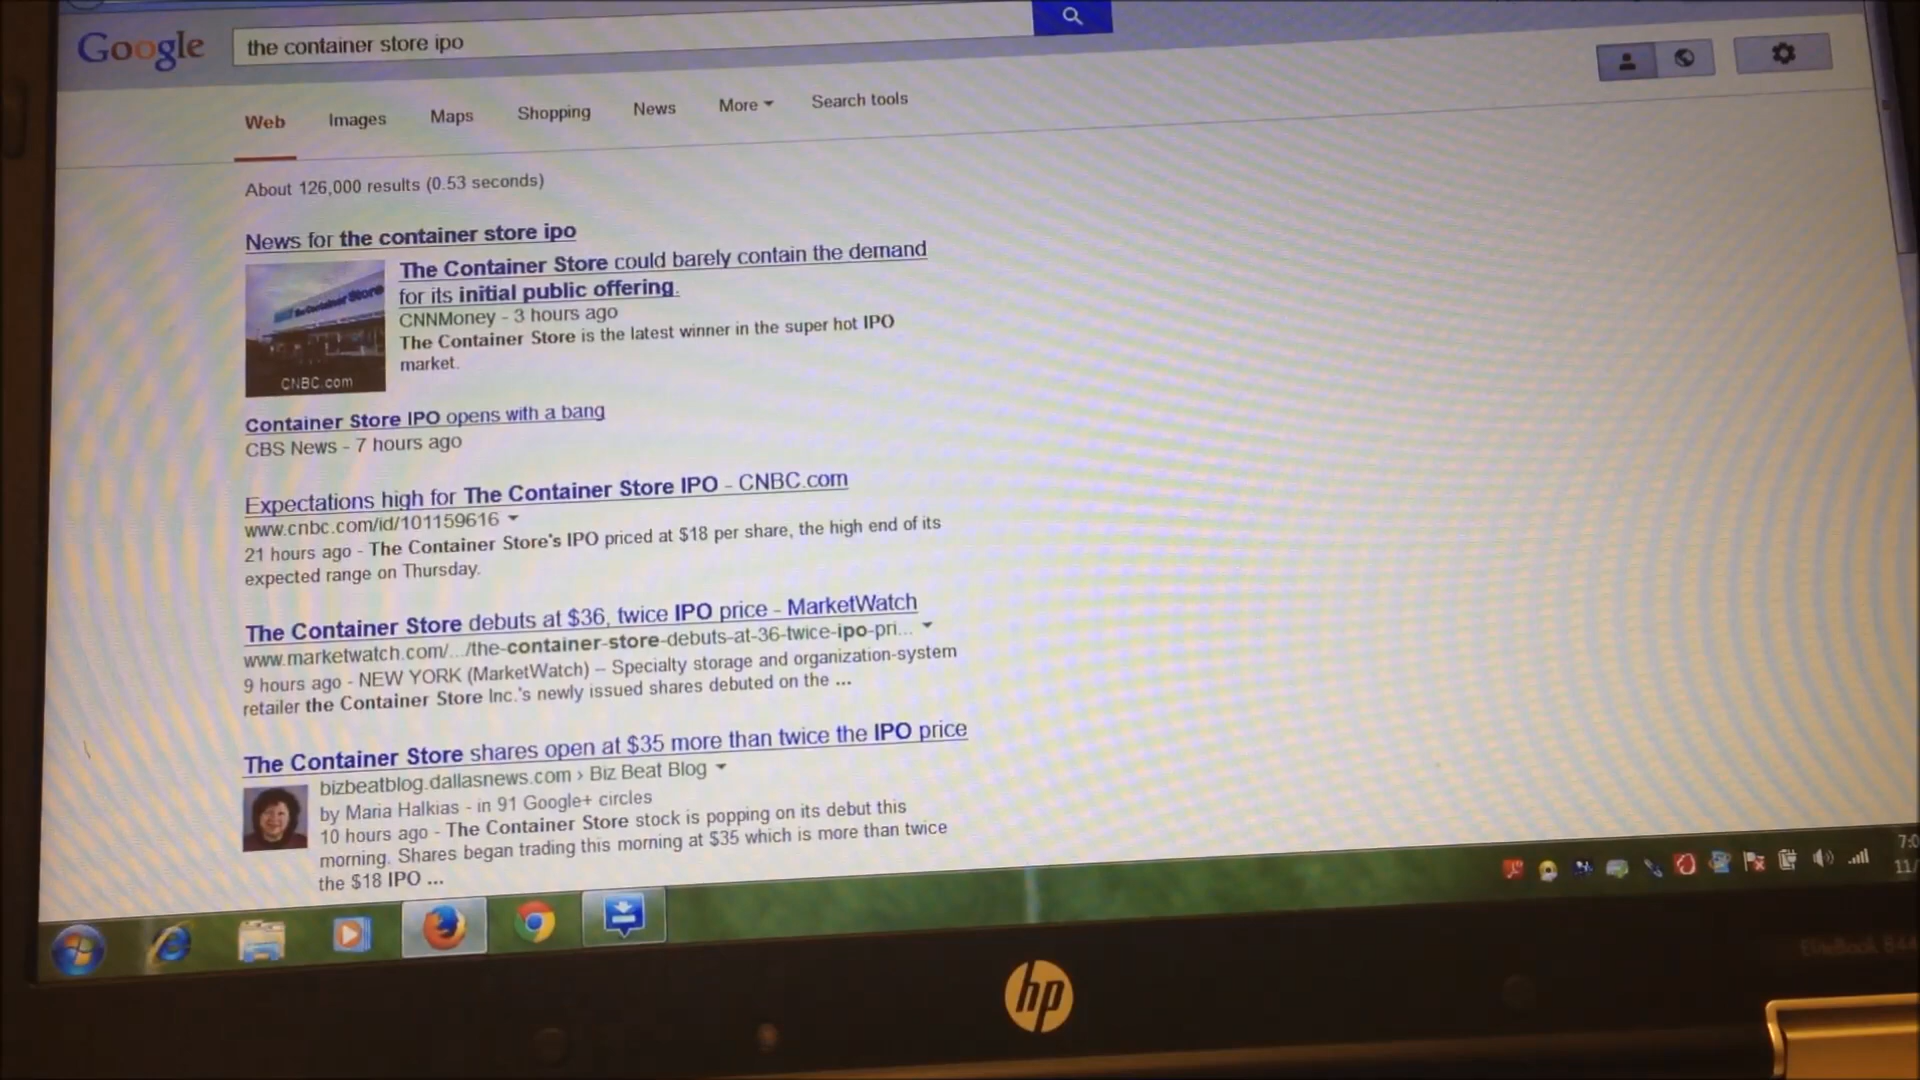 Google
the container store ipo
Web Images Maps Shopping News More Search tools
About 126,000 results (0.53 seconds)
News for the container store ipo
The Container Store could barely contain the demand
for its initial public offering.
CNNMoney - 3 hours ago
The Container Store is the latest winner in the super hot IPO
market.
The Container Store
CNBC.com
Container Store IPO opens with a bang
CBS News - 7 hours ago
Expectations high for The Container Store IPO - CNBC.com
www.cnbc.com/id/101159616
21 hours ago - The Container Store's IPO priced at $18 per share, the high end of its
expected range on Thursday.
The Container Store debuts at $36, twice IPO price - MarketWatch
www.marketwatch.com/.../the-container-store-debuts-at-36-twice-ipo-pri...
9 hours ago - NEW YORK (MarketWatch) – Specialty storage and organization-system
retailer the Container Store Inc.'s newly issued shares debuted on the ...
The Container Store shares open at $35 more than twice the IPO price
bizbeatblog.dallasnews.com › Biz Beat Blog
by Maria Halkias - in 91 Google+ circles
10 hours ago - The Container Store stock is popping on its debut this
morning. Shares began trading this morning at $35 which is more than twice
the $18 IPO ...
7:0
11/
hp
EliteBook 844